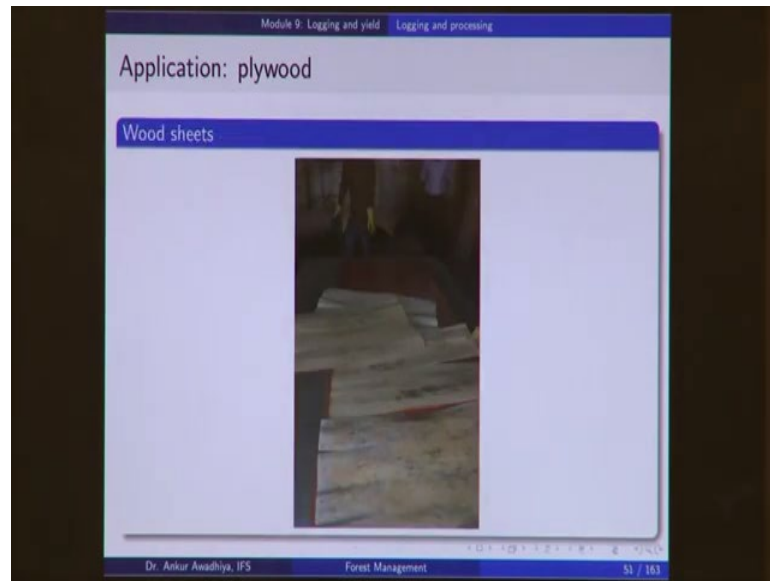 Module 9: Logging and yield Logging and processing
Application: plywood
Wood sheets
Dr. Ankur Awadhiya, IFS Forest Management 51 / 163